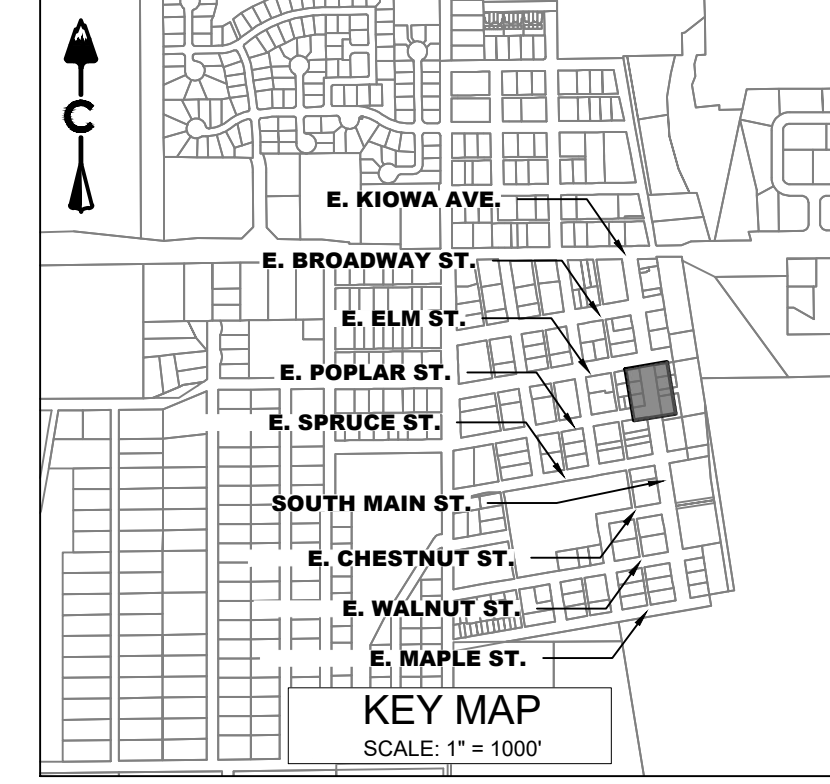 C
E. KIOWA AVE.
E. BROADWAY ST.
E. ELM ST.
E. POPLAR ST.
E. SPRUCE ST.
SOUTH MAIN ST.
E. CHESTNUT ST.
E. WALNUT ST.
E. MAPLE ST.
KEY MAP
SCALE: 1" = 1000'